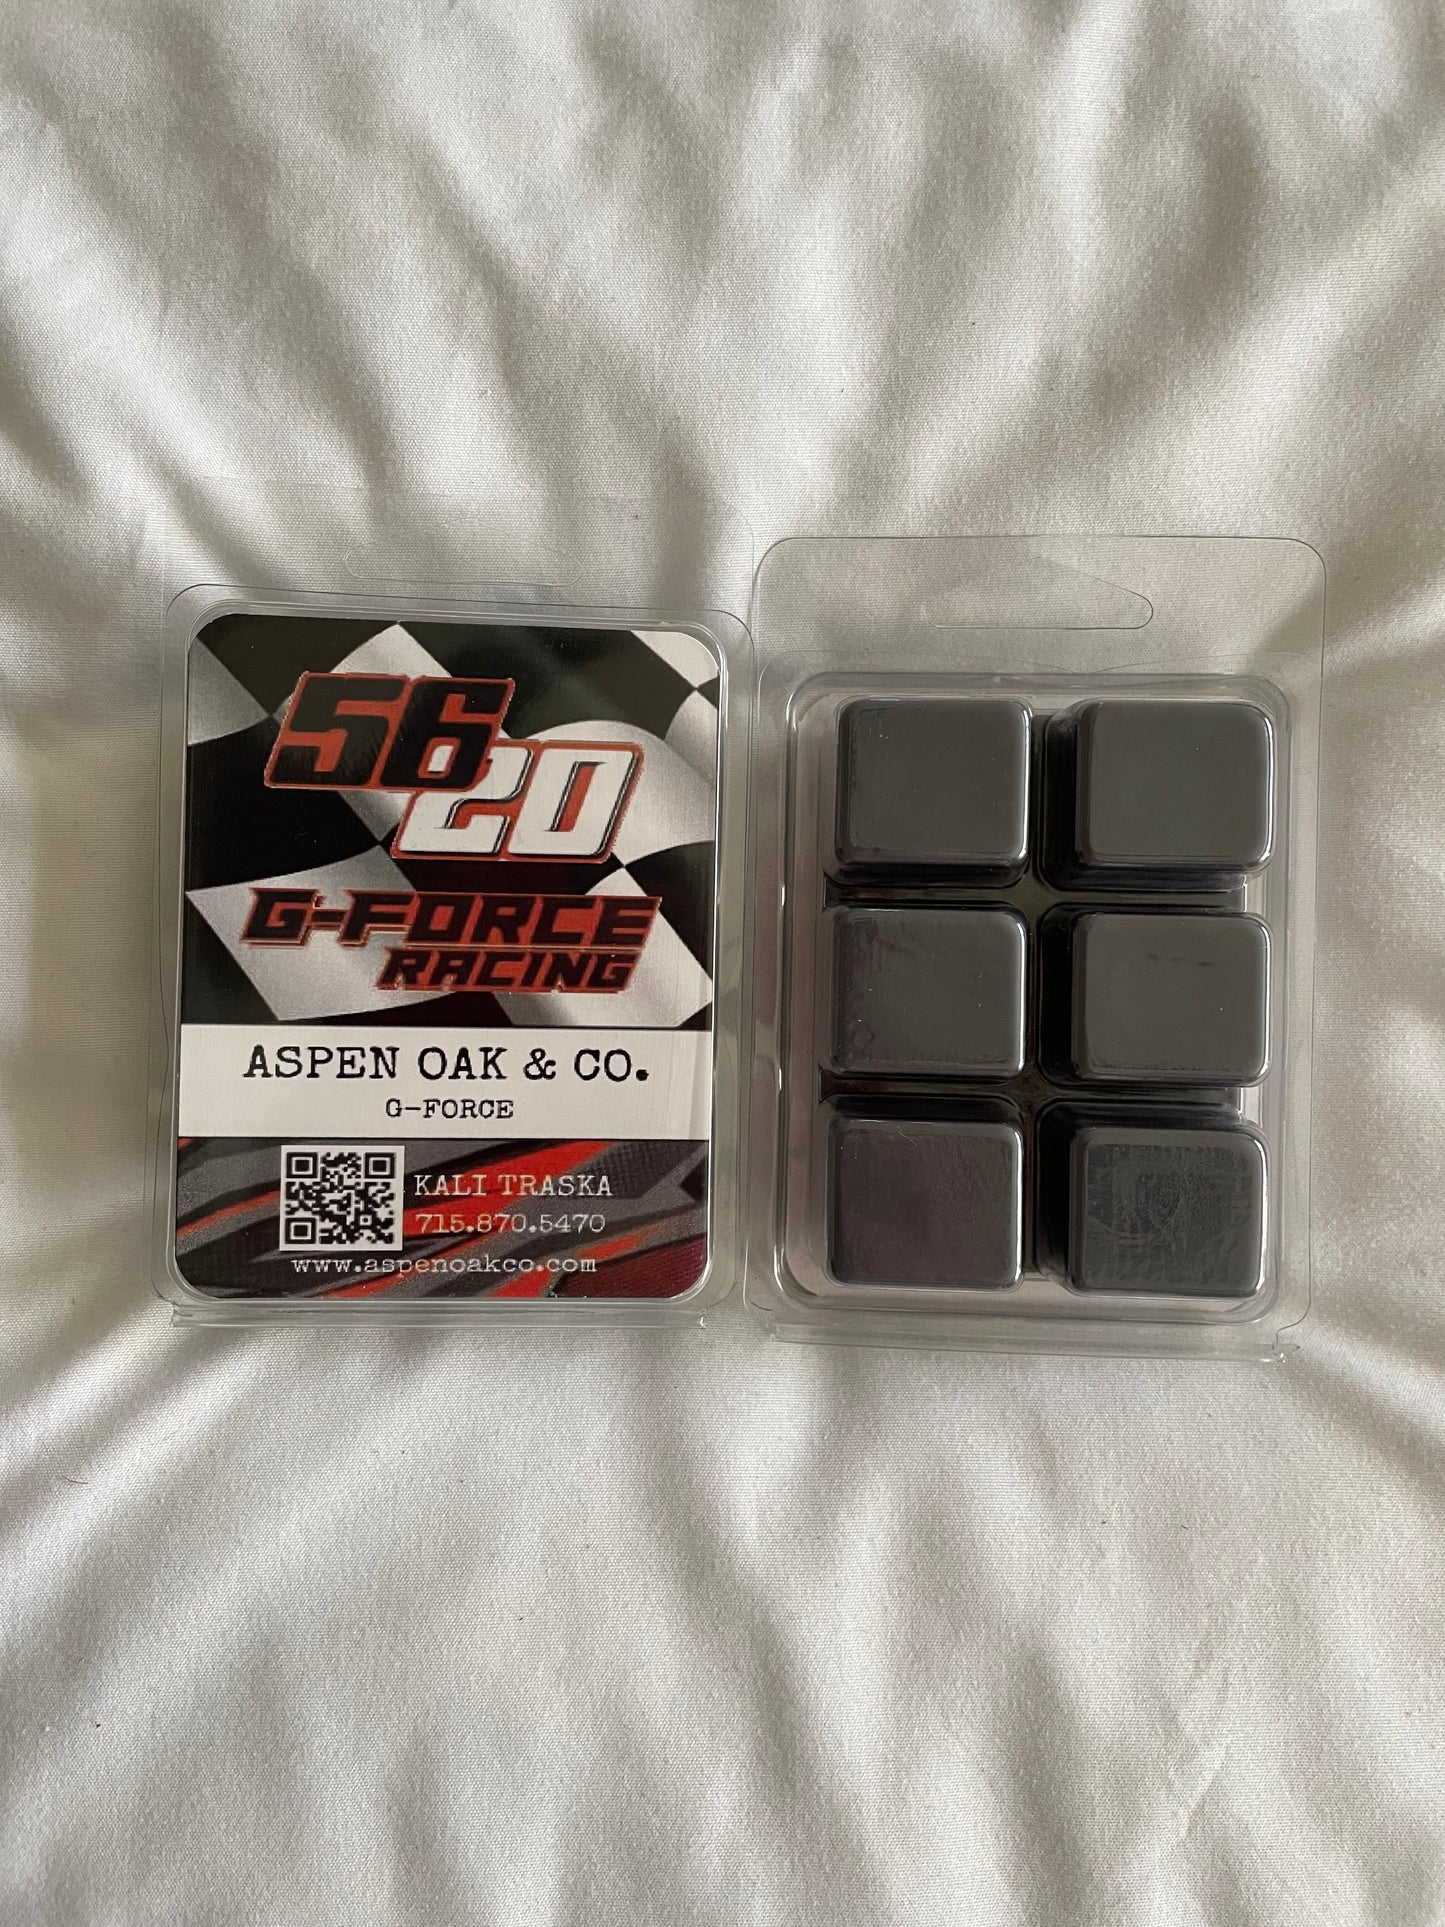 56
20
G-FORCE
RACING
ASPEN OAK & CO.
G-FORCE
KALI TRASKA
715.870.5470
www.aspenoakco.com